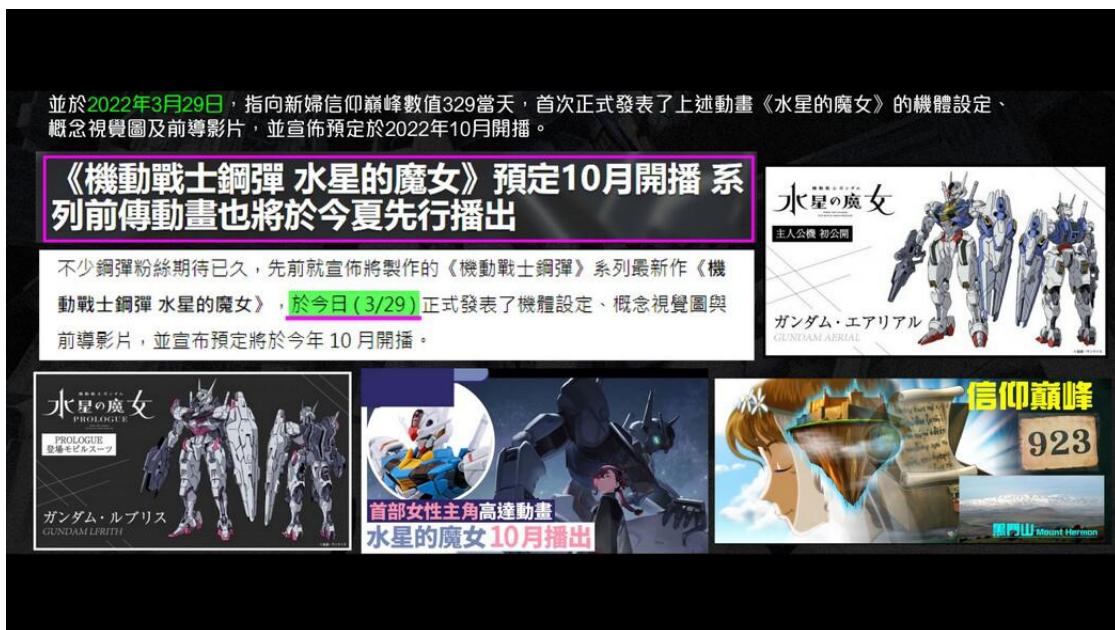 並於2022年3月29日，指向新婦信仰巔峰數值329當天，首次正式發表了上述動畫《水星的魔女》的機體設定、
概念視覺圖及前導影片，並宣佈預定於2022年10月開播。
《機動戰士鋼彈 水星的魔女》預定10月開播 系
列前傳動畫也將於今夏先行播出
不少鋼彈粉絲期待已久，先前就宣佈將製作的《機動戰士鋼彈》系列最新作《機
動戰士鋼彈 水星的魔女》，於今日 ( 3/29 ) 正式發表了機體設定、概念視覺圖與
前導影片，並宣布預定將於今年 10 月開播。
機動戦士ガンダム
水星の魔女
主人公機 初公開
ガンダム・エアリアル
GUNDAM AERIAL
水星の魔女
PROLOGUE
PROLOGUE
登場モビルスーツ
ガンダム・ルブリス
GUNDAM LFRITH
首部女性主角高達動畫
水星的魔女10月播出
信仰巔峰
923
黑門山 Mount Hermon